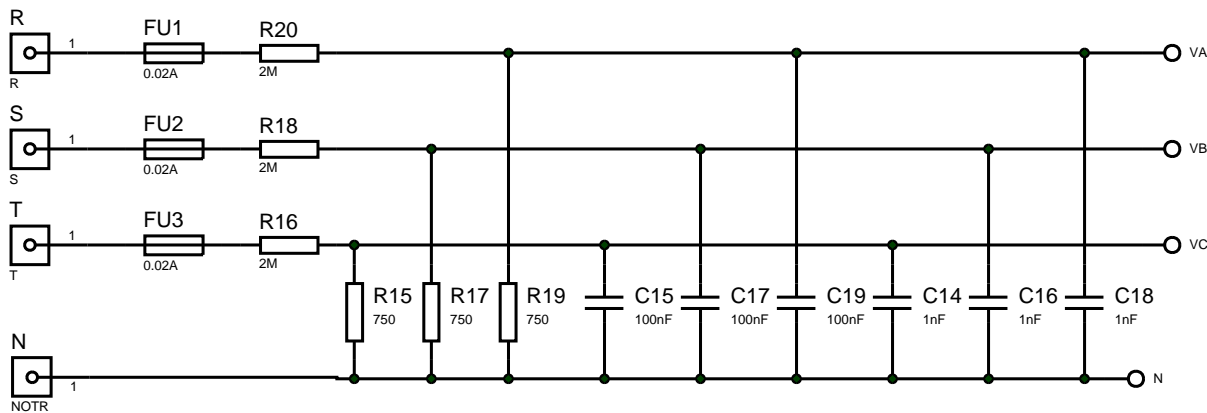 R
1
R
FU1
0.02A
R20
2M
VA
S
1
S
FU2
0.02A
R18
2M
VB
T
1
T
FU3
0.02A
R16
2M
VC
R15
750
R17
750
R19
750
C15
100nF
C17
100nF
C19
100nF
C14
1nF
C16
1nF
C18
1nF
N
1
NOTR
N